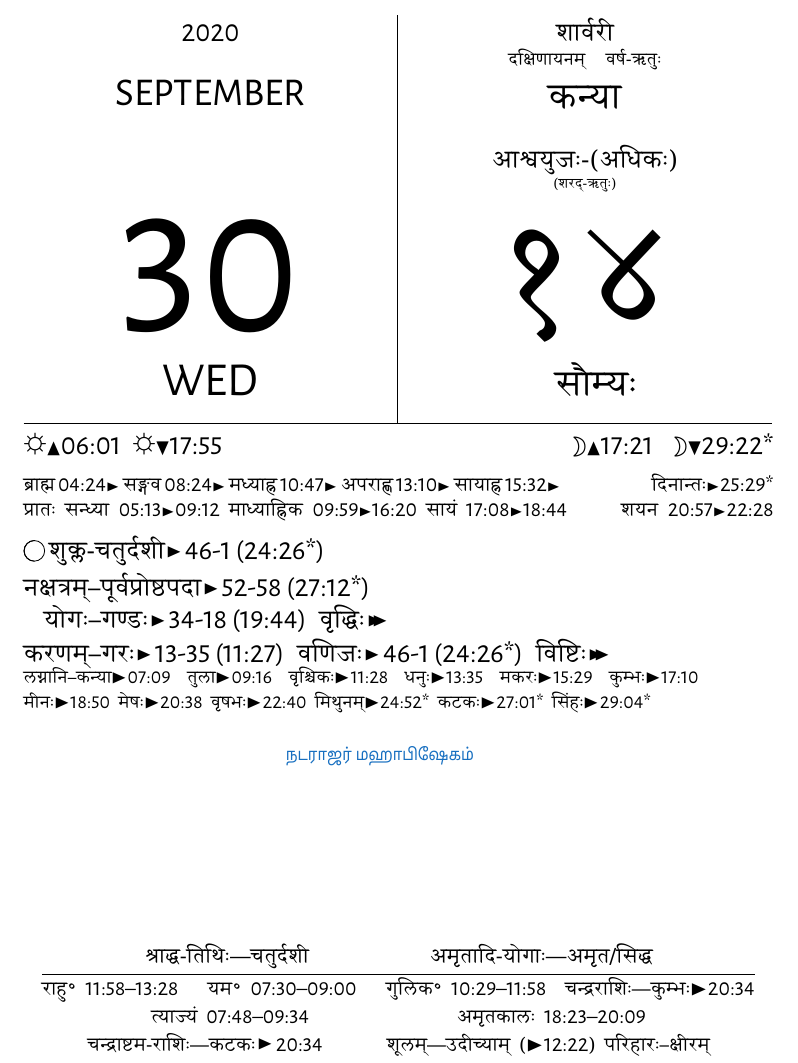 2020
SEPTEMBER
30
WED
शार्वरी
दक्षिणायनम् वर्ष-ऋतुः
कन्या
आश्वयुजः-(अधिकः)
(शरद्-ऋतुः)
१४
सौम्यः
☼▲06:01 ☼▼17:55 ☽▲17:21 ☽▼29:22*
ब्राह्म 04:24► सङ्गव 08:24► मध्याह्न 10:47► अपराह्ण 13:10► सायाह्न 15:32► दिनान्तः►25:29*
प्रातः सन्ध्या 05:13►09:12 माध्याह्निक 09:59►16:20 सायं 17:08►18:44 शयन 20:57►22:28
○ शुक्ल-चतुर्दशी► 46-1 (24:26*)
नक्षत्रम्–पूर्वप्रोष्ठपदा► 52-58 (27:12*)
योगः–गण्डः► 34-18 (19:44) वृद्धिः►►
करणम्–गरः► 13-35 (11:27) वणिजः► 46-1 (24:26*) विष्टिः►►
लग्नानि–कन्या►07:09 तुला►09:16 वृश्चिकः►11:28 धनुः►13:35 मकरः►15:29 कुम्भः►17:10
मीनः►18:50 मेषः►20:38 वृषभः►22:40 मिथुनम्►24:52* कटकः►27:01* सिंहः►29:04*
நடராஜர் மஹாபிஷேகம்
श्राद्ध-तिथिः—चतुर्दशी अमृतादि-योगाः—अमृत/सिद्ध
राहु॰ 11:58–13:28 यम॰ 07:30–09:00 गुलिक॰ 10:29–11:58 चन्द्रराशिः—कुम्भः►20:34
त्याज्यं 07:48–09:34 अमृतकालः 18:23–20:09
चन्द्राष्टम-राशिः—कटकः► 20:34 शूलम्—उदीच्याम् (►12:22) परिहारः–क्षीरम्